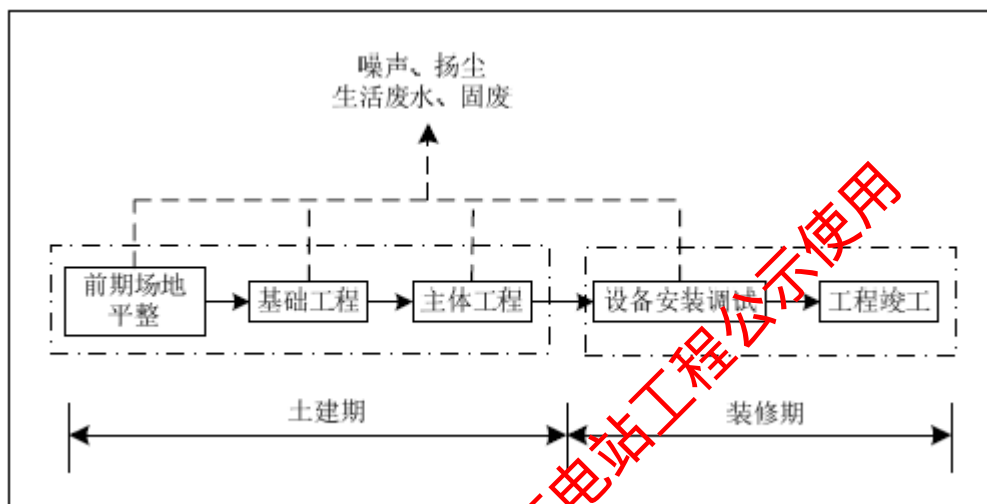 噪声、扬尘
生活废水、固废
前期场地
平整
基础工程
主体工程
设备安装调试
工程竣工
土建期
装修期
电站工程公示使用